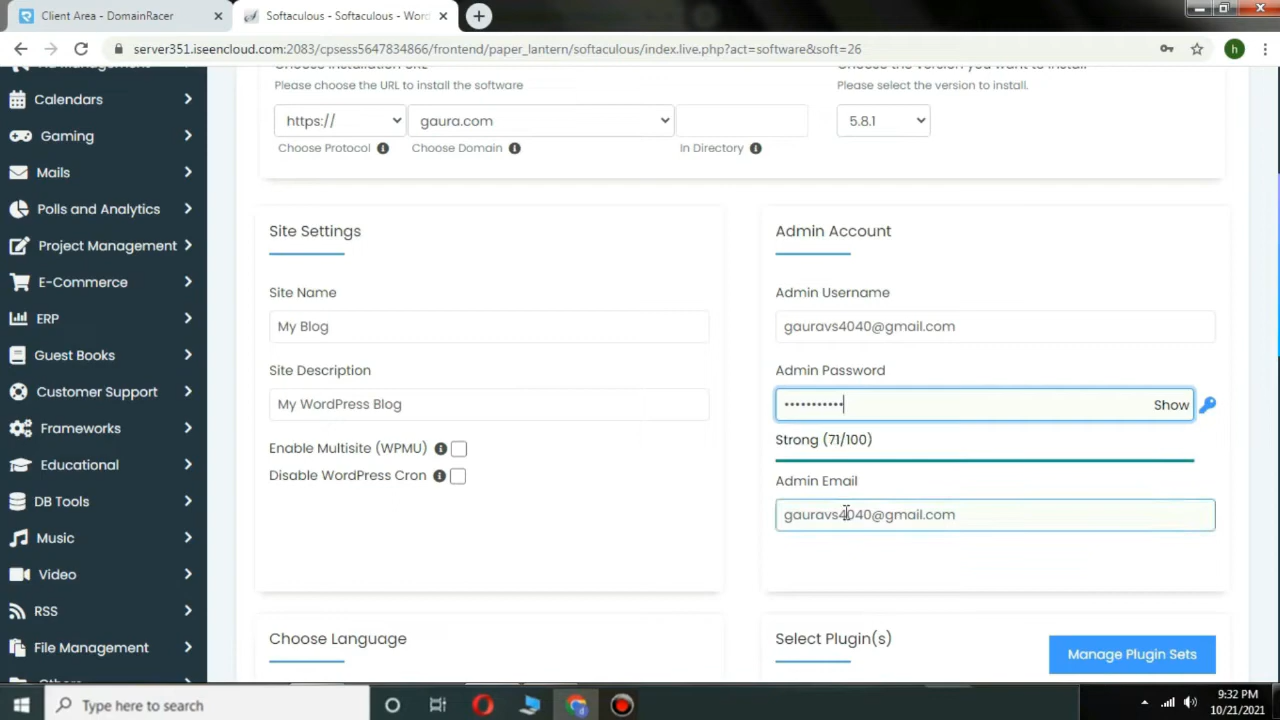 Client Area - DomainRacer
Softaculous - Softaculous - Wor
server351.iseencloud.com:2083/cpsess5647834866/frontend/paper_lantern/softaculous/index.live.php?act=software&soft=26
h
Please choose the URL to install the software
Please select the version to install.
https://
gaura.com
5.8.1
Choose Protocol
Choose Domain
In Directory
Calendars
Gaming
Mails
Polls and Analytics
Project Management
E-Commerce
ERP
Guest Books
Customer Support
Frameworks
Educational
DB Tools
Music
Video
RSS
File Management
Site Settings
Site Name
My Blog
Site Description
My WordPress Blog
Enable Multisite (WPMU)
Disable WordPress Cron
Admin Account
Admin Username
gauravs4040@gmail.com
Admin Password
•••••••••••
Show
Strong (71/100)
Admin Email
gauravs4040@gmail.com
Choose Language
Select Plugin(s)
Manage Plugin Sets
Type here to search
9:32 PM
10/21/2021